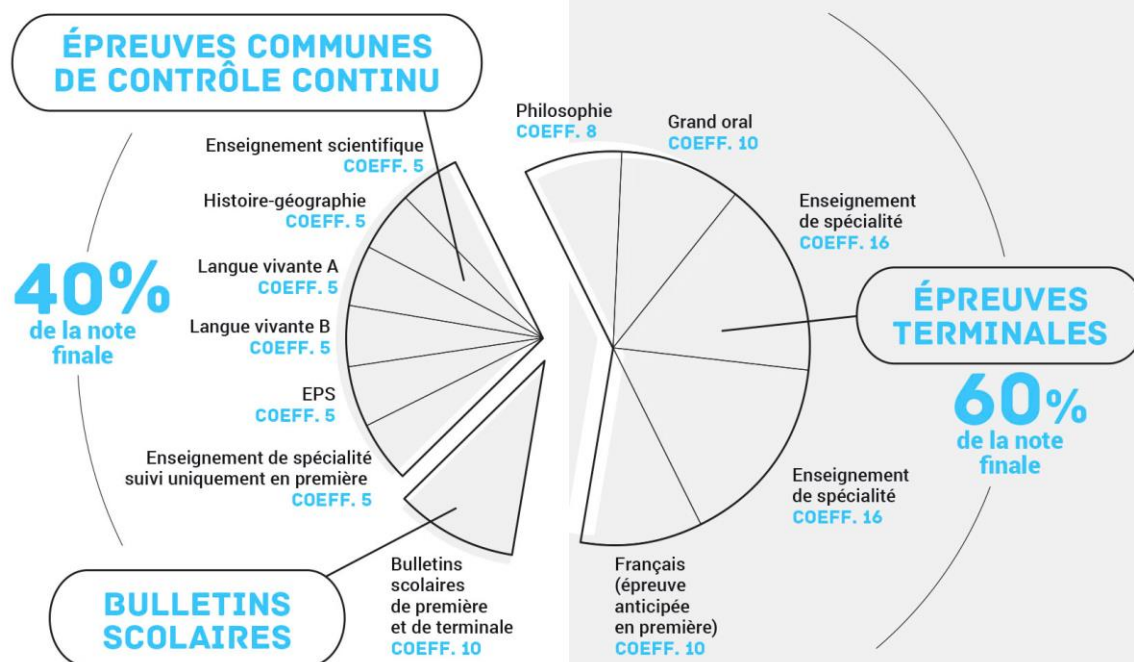 ÉPREUVES COMMUNES
DE CONTRÔLE CONTINU
Enseignement scientifique
COEFF. 5
Histoire-géographie
COEFF. 5
Langue vivante A
COEFF. 5
Langue vivante B
COEFF. 5
EPS
COEFF. 5
Enseignement de spécialité
suivi uniquement en première
COEFF. 5
40%
de la note
finale
BULLETINS
SCOLAIRES
Bulletins
scolaires
de première
et de terminale
COEFF. 10
Philosophie
COEFF. 8
Grand oral
COEFF. 10
Enseignement
de spécialité
COEFF. 16
ÉPREUVES
TERMINALES
60%
de la note
finale
Enseignement
de spécialité
COEFF. 16
Français
(épreuve
anticipée
en première)
COEFF. 10